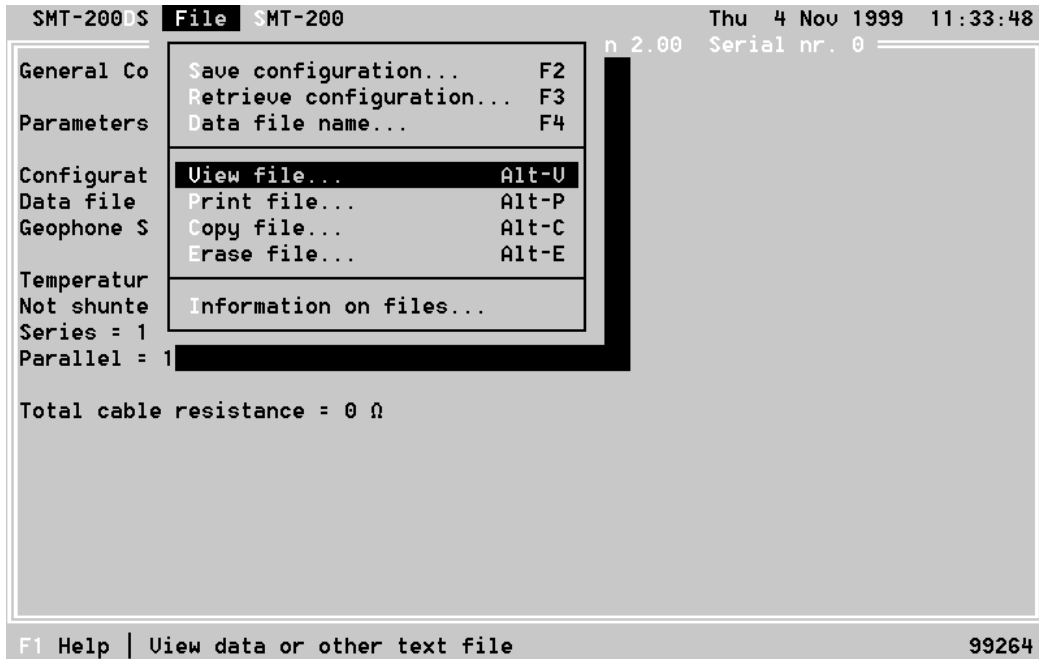 SMT-200DS File SMT-200 Thu 4 Nov 1999 11:33:48
n 2.00 Serial nr. 0
General Co
Save configuration... F2
Retrieve configuration... F3
Parameters
Data file name... F4
Configurat
View file... Alt-V
Data file
Print file... Alt-P
Geophone S
Copy file... Alt-C
Erase file... Alt-E
Temperatur
Not shunte
Information on files...
Series = 1
Parallel = 1
Total cable resistance = 0 Ω
F1 Help | View data or other text file 99264